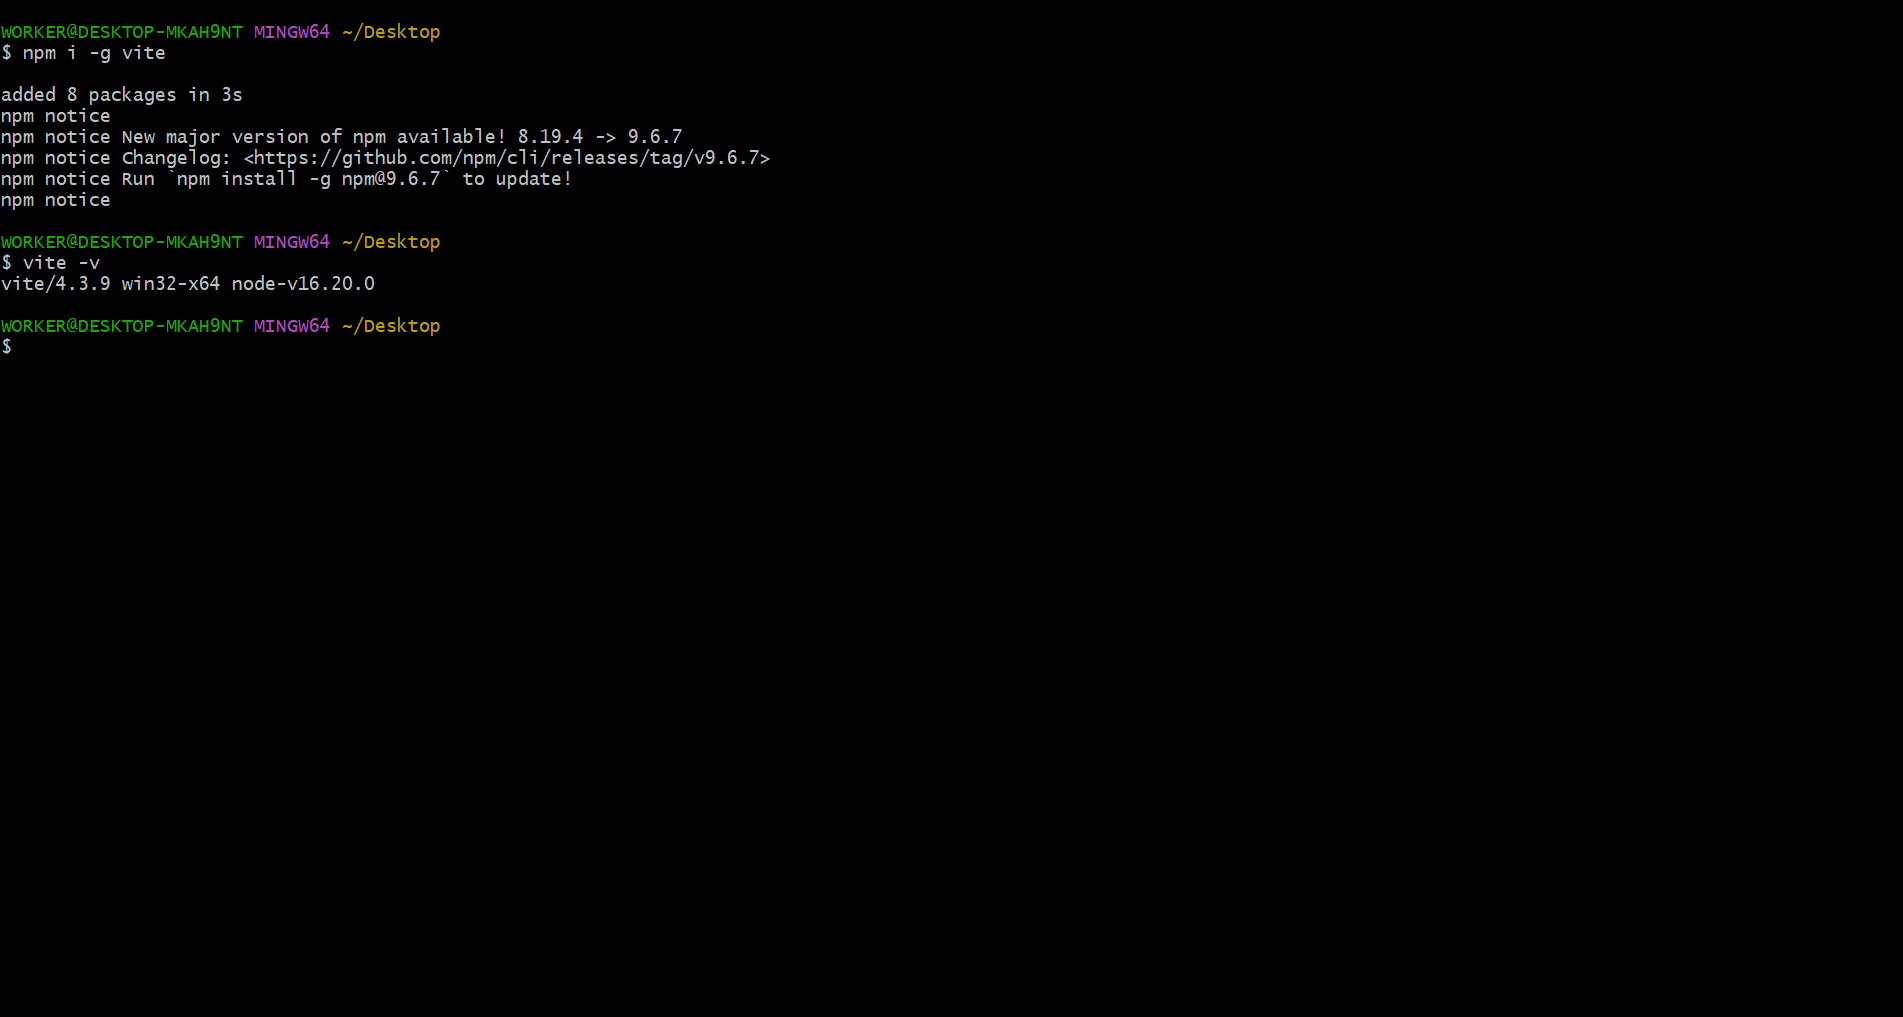 WORKER@DESKTOP-MKAH9NT MINGW64 ~/Desktop
$ npm i -g vite
added 8 packages in 3s
npm notice
npm notice New major version of npm available! 8.19.4 -> 9.6.7
npm notice Changelog: <https://github.com/npm/cli/releases/tag/v9.6.7>
npm notice Run `npm install -g npm@9.6.7` to update!
npm notice
WORKER@DESKTOP-MKAH9NT MINGW64 ~/Desktop
$ vite -v
vite/4.3.9 win32-x64 node-v16.20.0
WORKER@DESKTOP-MKAH9NT MINGW64 ~/Desktop
$